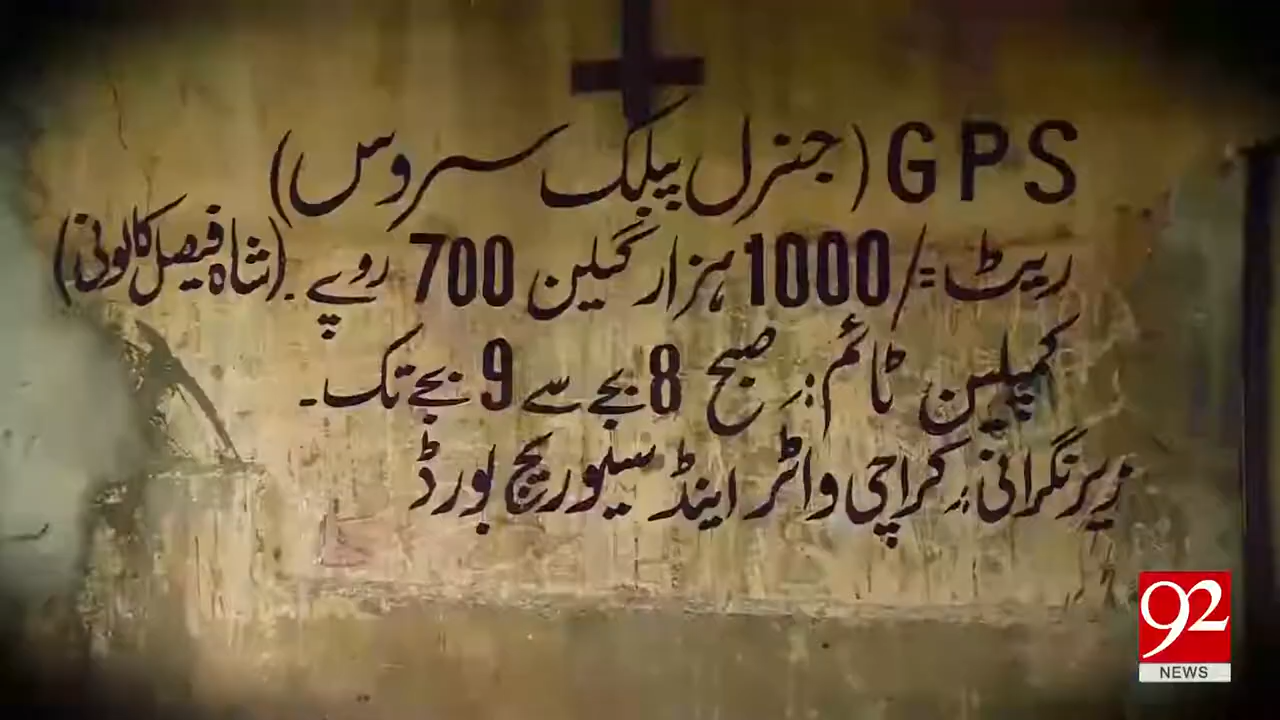 GPS (جنرل پبلک سروس)
ریٹ =/1000 ہزار گیلن 700 روپے ۔ (شاہ فیصل کالونی)
کمپلین ٹائم: صبح 8 بجے سے 9 بجے تک۔
زیر نگرانی: کراچی واٹر اینڈ سیوریج بورڈ
92
NEWS